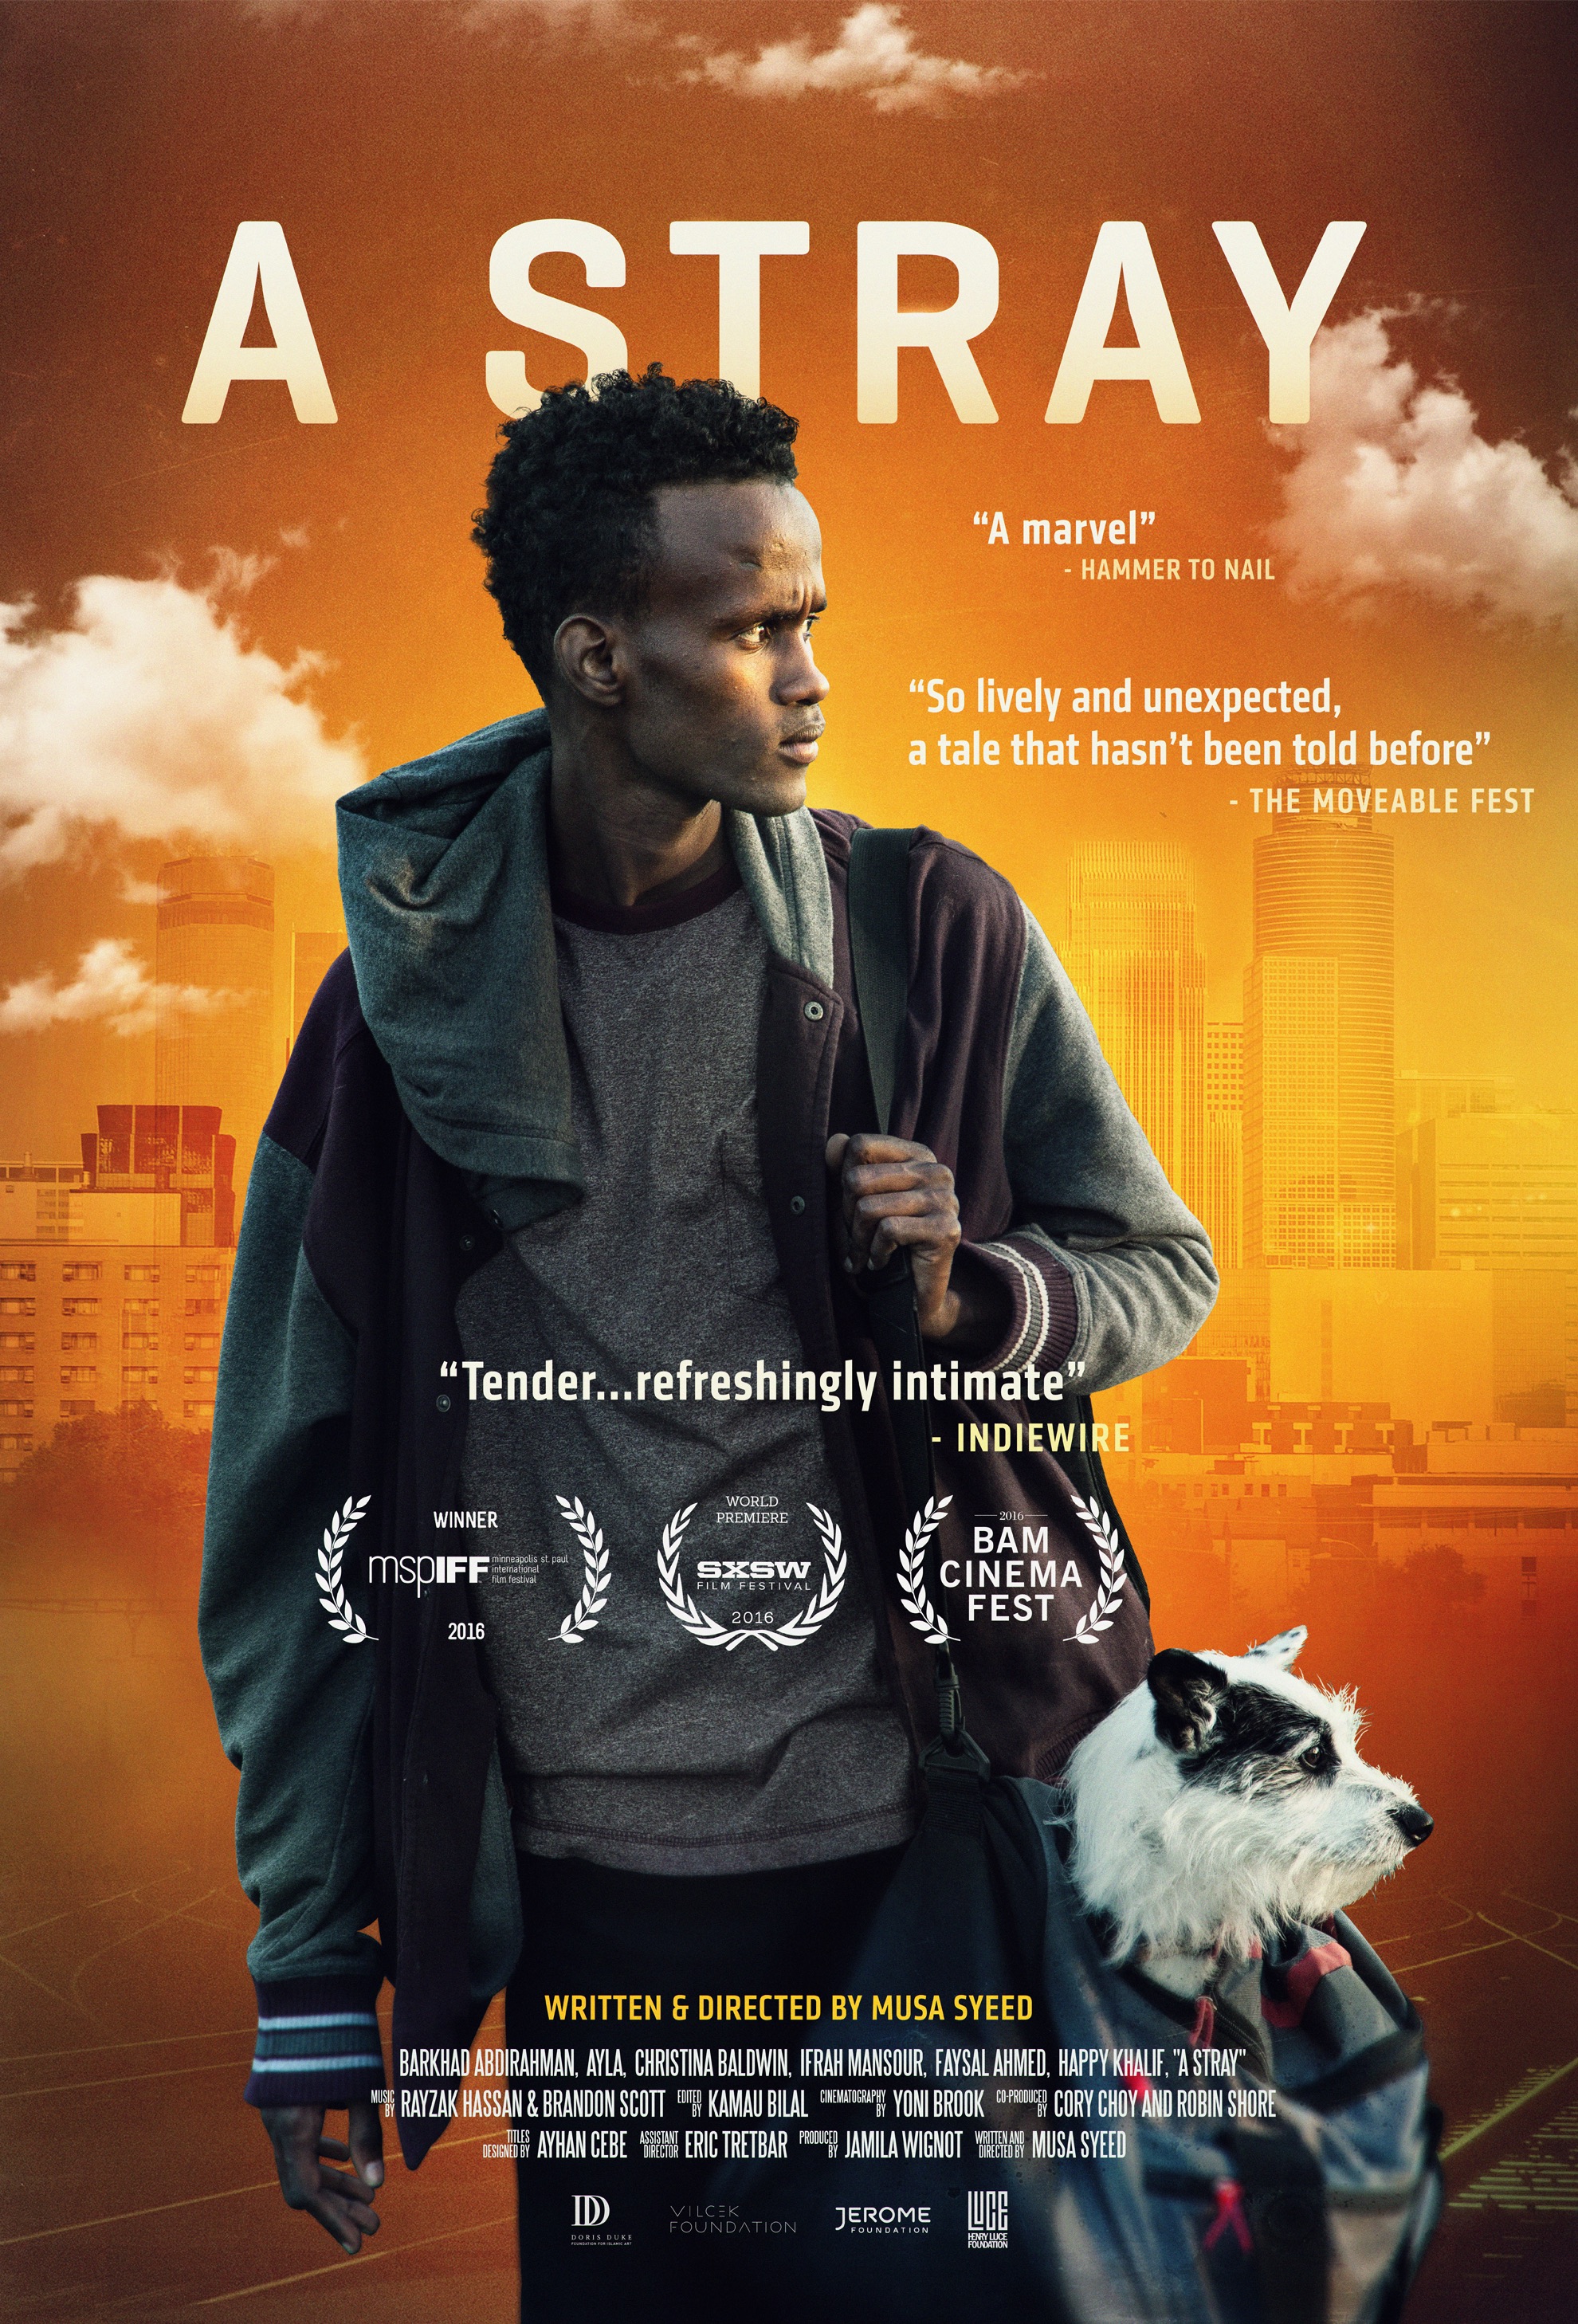 A STRAY
“A marvel”
- HAMMER TO NAIL
“So lively and unexpected,
a tale that hasn’t been told before”
- THE MOVEABLE FEST
“Tender...refreshingly intimate”
- INDIEWIRE
WINNER
mspIFF minneapolis st. paul
international
film festival
2016
WORLD
PREMIERE
SXSW
FILM FESTIVAL
2016
2016
BAM
CINEMA
FEST
WRITTEN & DIRECTED BY MUSA SYEED
BARKHAD ABDIRAHMAN, AYLA, CHRISTINA BALDWIN, IFRAH MANSOUR, FAYSAL AHMED, HAPPY KHALIF, "A STRAY"
MUSIC BY RAYZAK HASSAN & BRANDON SCOTT EDITED BY KAMAU BILAL CINEMATOGRAPHY BY YONI BROOK CO-PRODUCED BY CORY CHOY AND ROBIN SHORE
TITLES DESIGNED BY AYHAN CEBE ASSISTANT DIRECTOR ERIC TRETBAR PRODUCED BY JAMILA WIGNOT WRITTEN AND DIRECTED BY MUSA SYEED
DD
DORIS DUKE
FOUNDATION FOR ISLAMIC ART
VILCEK
FOUNDATION
JEROME
FOUNDATION
LUCE
HENRY LUCE
FOUNDATION